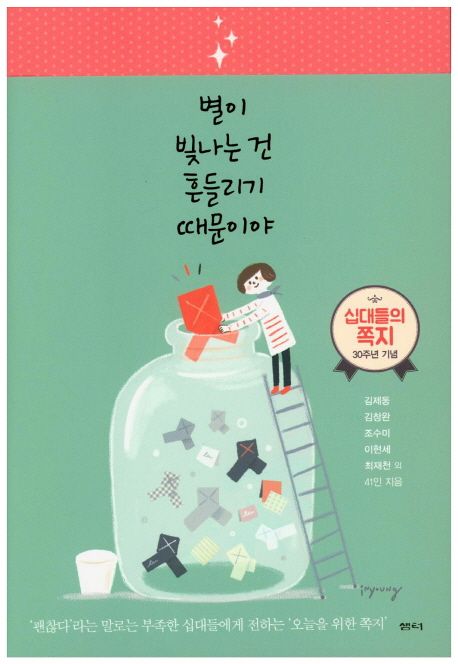 별이
빛나는 건
흔들리기
때문이야
십대들의
쪽지
30주년 기념
김제동
김창완
조수미
이현세
최재천 외
41인 지음
inyoung
'괜찮다'라는 말로는 부족한 십대들에게 전하는 '오늘을 위한 쪽지'
샘터